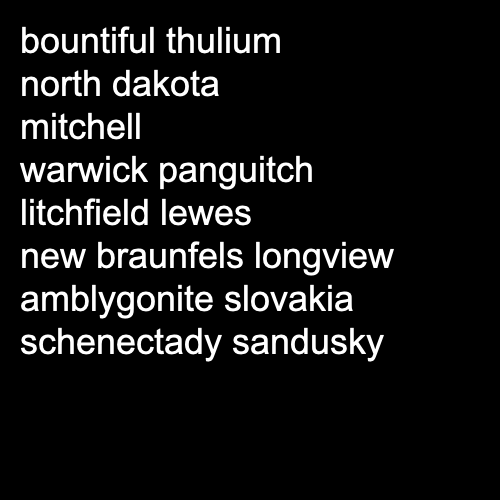 bountiful thulium
north dakota
mitchell
warwick panguitch
litchfield lewes
new braunfels longview
amblygonite slovakia
schenectady sandusky